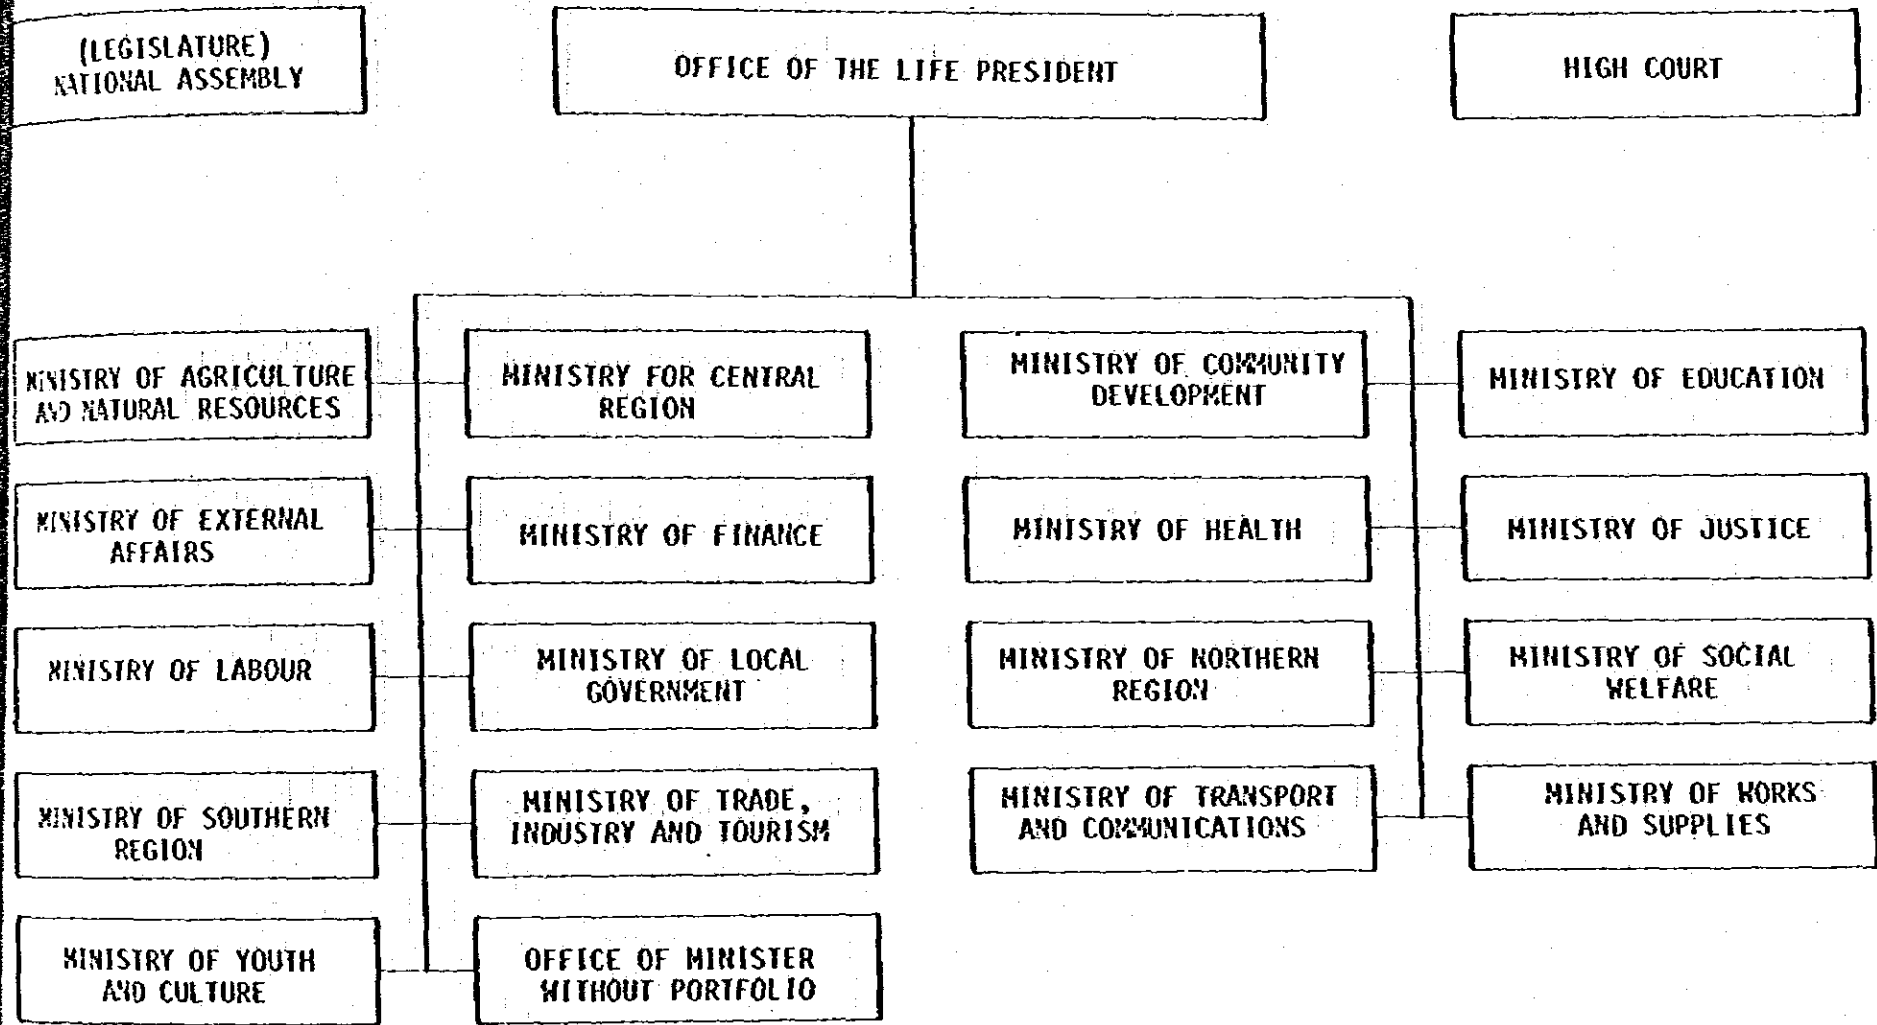 (LEGISLATURE)
NATIONAL ASSEMBLY
OFFICE OF THE LIFE PRESIDENT
HIGH COURT
MINISTRY OF AGRICULTURE
AND NATURAL RESOURCES
MINISTRY FOR CENTRAL
REGION
MINISTRY OF COMMUNITY
DEVELOPMENT
MINISTRY OF EDUCATION
MINISTRY OF EXTERNAL
AFFAIRS
MINISTRY OF FINANCE
MINISTRY OF HEALTH
MINISTRY OF JUSTICE
MINISTRY OF LABOUR
MINISTRY OF LOCAL
GOVERNMENT
MINISTRY OF NORTHERN
REGION
MINISTRY OF SOCIAL
WELFARE
MINISTRY OF SOUTHERN
REGION
MINISTRY OF TRADE,
INDUSTRY AND TOURISM
MINISTRY OF TRANSPORT
AND COMMUNICATIONS
MINISTRY OF WORKS
AND SUPPLIES
MINISTRY OF YOUTH
AND CULTURE
OFFICE OF MINISTER
WITHOUT PORTFOLIO